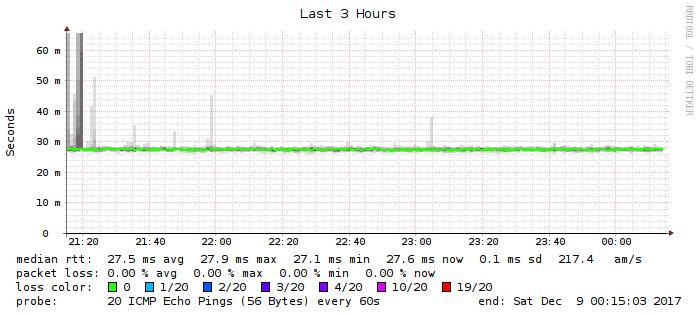 Last 3 Hours
RRDTOOL / TOBI OETIKER
Seconds
60 m
50 m
40 m
30 m
20 m
10 m
0
21:20 21:40 22:00 22:20 22:40 23:00 23:20 23:40 00:00
median rtt: 27.5 ms avg 27.9 ms max 27.1 ms min 27.6 ms now 0.1 ms sd 217.4 am/s
packet loss: 0.00 % avg 0.00 % max 0.00 % min 0.00 % now
loss color: 0 1/20 2/20 3/20 4/20 10/20 19/20
probe: 20 ICMP Echo Pings (56 Bytes) every 60s end: Sat Dec 9 00:15:03 2017